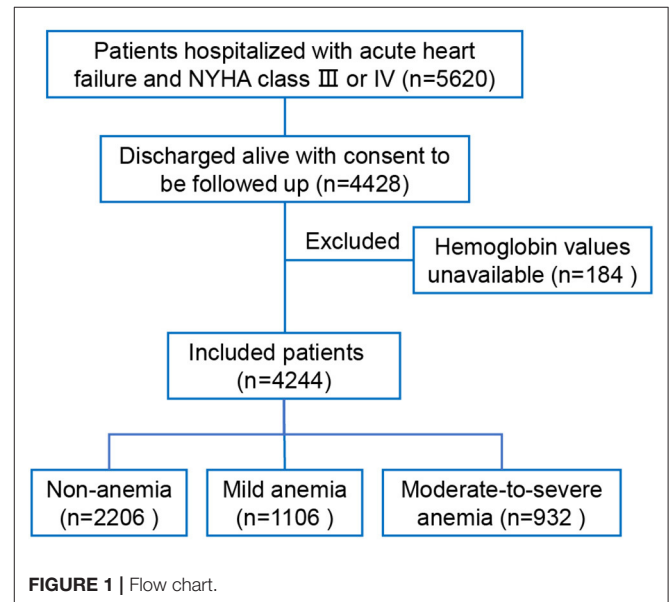 Patients hospitalized with acute heart
failure and NYHA class Ⅲ or IV (n=5620)
Discharged alive with consent to
be followed up (n=4428)
Excluded
Hemoglobin values
unavailable (n=184 )
Included patients
(n=4244)
Non-anemia
(n=2206 )
Mild anemia
(n=1106 )
Moderate-to-severe
anemia (n=932 )
FIGURE 1 | Flow chart.